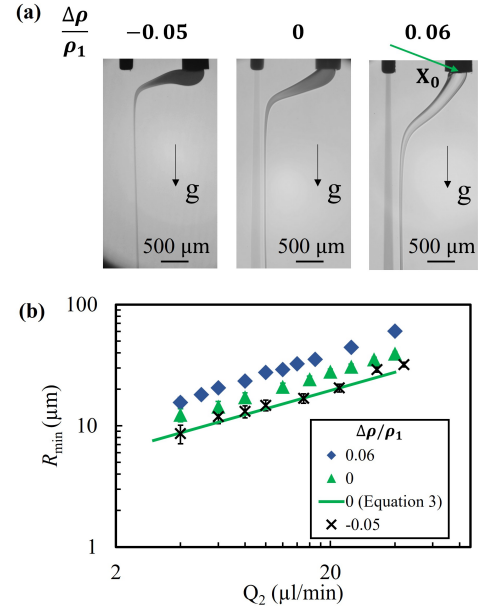 (a)
Δρ/ρ₁ −0.05 0 0.06
X₀
g g g
500 μm 500 μm 500 μm
(b)
100
10
1
R_min (μm)
2 20
Q₂ (μl/min)
Δρ/ρ₁
0.06
0
0 (Equation 3)
-0.05